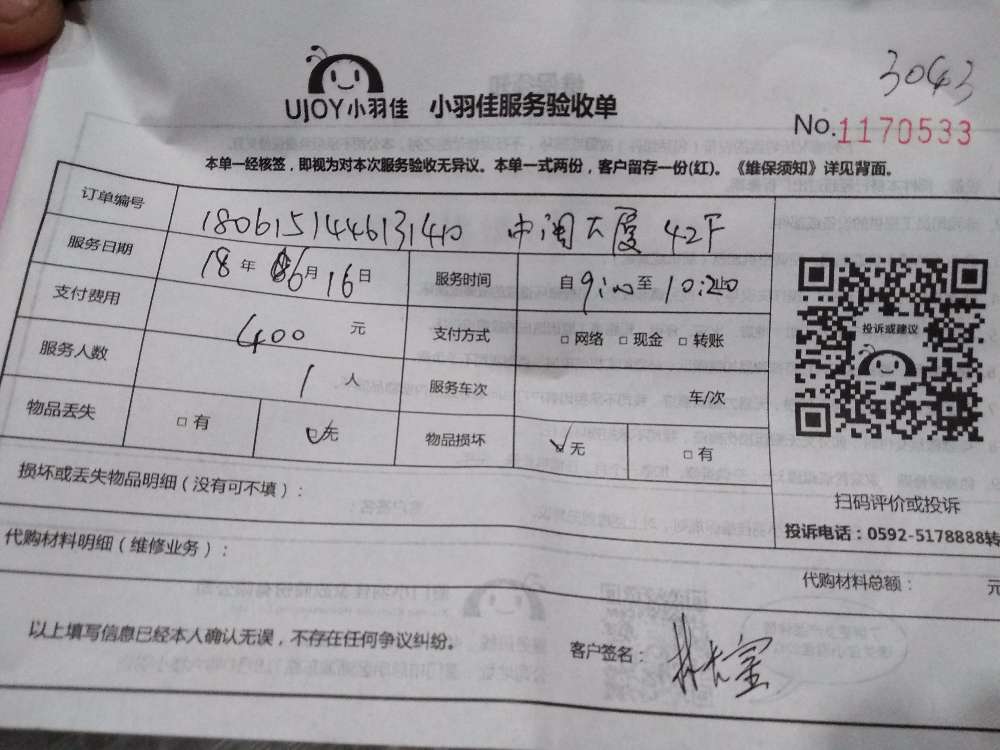 3043
UJOY小羽佳 小羽佳服务验收单
No.1170533
本单一经核签，即视为对本次服务验收无异议。本单一式两份，客户留存一份(红)。《维保须知》详见背面。
订单编号 180615144613140 中闽大厦 42F
服务日期 18年 06月16日 服务时间 自9:00至10:20
支付费用 400 元 支付方式 □网络 □现金 □转账
服务人数 1人 服务车次 车/次
物品丢失 □有 ☑无 物品损坏 ☑无 □有
投诉或建议
损坏或丢失物品明细（没有可不填）：
扫码评价或投诉
投诉电话：0592-5178888转
代购材料明细（维修业务）：
代购材料总额： 元
以上填写信息已经本人确认无误，不存在任何争议纠纷。
客户签名：